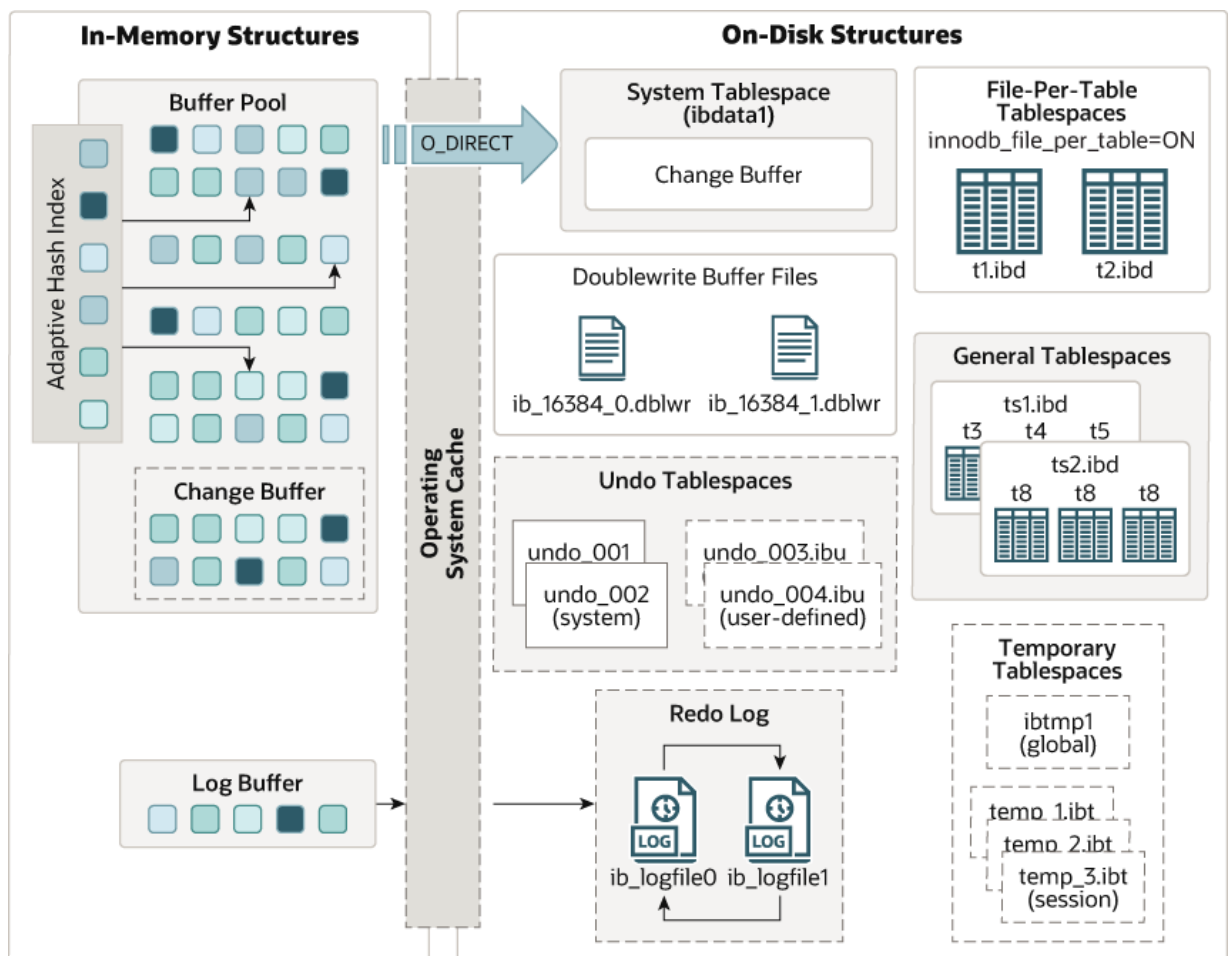 In-Memory Structures
Buffer Pool
Adaptive Hash Index
Change Buffer
Log Buffer
Operating
System Cache
O_DIRECT
On-Disk Structures
System Tablespace
(ibdata1)
Change Buffer
File-Per-Table
Tablespaces
innodb_file_per_table=ON
t1.ibd
t2.ibd
Doublewrite Buffer Files
ib_16384_0.dblwr
ib_16384_1.dblwr
General Tablespaces
ts1.ibd
t3 t4 t5
ts2.ibd
t8 t8 t8
Undo Tablespaces
undo_001
undo_002
(system)
undo_003.ibu
undo_004.ibu
(user-defined)
Temporary
Tablespaces
ibtmp1
(global)
temp_1.ibt
temp_2.ibt
temp_3.ibt
(session)
Redo Log
LOG
LOG
ib_logfile0
ib_logfile1